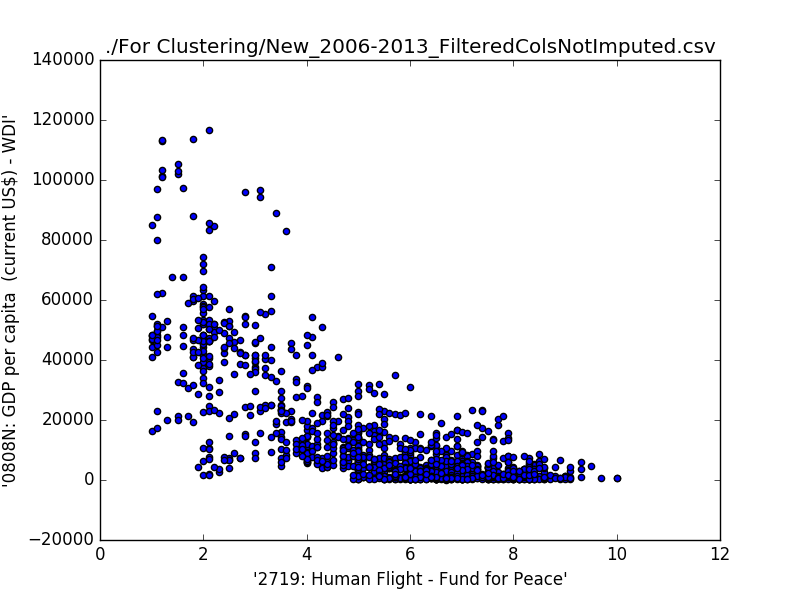 ./For Clustering/New_2006-2013_FilteredColsNotImputed.csv
'0808N: GDP per capita  (current US$) - WDI'
140000
120000
100000
80000
60000
40000
20000
0
−20000
0 2 4 6 8 10 12
'2719: Human Flight - Fund for Peace'